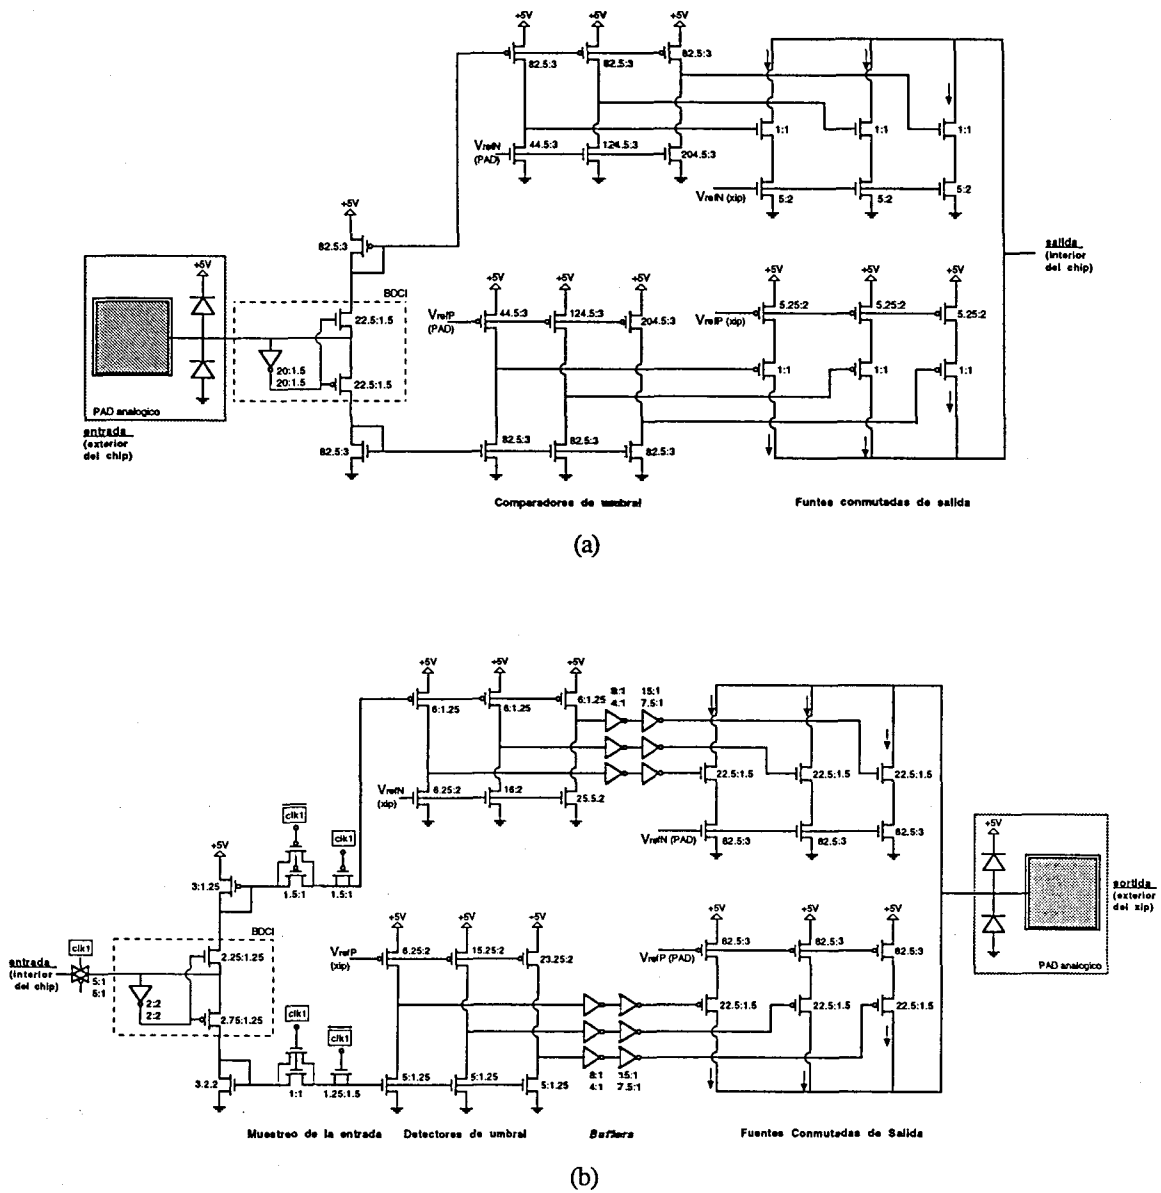 +5V +5V +5V
82.5:3 82.5:3 82.5:3
1:1 1:1 1:1
VrefN (PAD) 44.5:3 124.5:3 204.5:3
VrefN (xip) 5:2 5:2 5:2
+5V
82.5:3
salida
(interior
del chip)
+5V
BDCI
22.5:1.5
20:1.5
20:1.5
22.5:1.5
PAD analogico
entrada
(exterior
del chip)
82.5:3
+5V +5V +5V +5V +5V +5V
VrefP (PAD) 44.5:3 124.5:3 204.5:3
VrefP (xip) 5.25:2 5.25:2 5.25:2
1:1 1:1 1:1
82.5:3 82.5:3 82.5:3
Comparadores de umbral
Funtes conmutadas de salida
(a)
+5V +5V +5V
6:1.25 6:1.25 6:1.25
8:1 15:1
4:1 7.5:1
22.5:1.5 22.5:1.5 22.5:1.5
VrefN (xip) 6.25:2 16:2 25.5.2
VrefN (PAD) 82.5:3 82.5:3 82.5:3
clk1
clk1
+5V
3:1.25
1.5:1 1.5:1
+5V
PAD analogico
sortida
(exterior
del xip)
clk1
entrada
(interior
del chip)
5:1
5:1
BDCI
2.25:1.25
2:2
2:2
2.75:1.25
+5V +5V +5V +5V +5V +5V
VrefP (xip) 6.25:2 15.25:2 23.25:2
VrefP (PAD) 82.5:3 82.5:3 82.5:3
22.5:1.5 22.5:1.5 22.5:1.5
clk1
clk1
3.2.2
1:1 1.25:1.5
5:1.25 5:1.25 5:1.25
8:1 15:1
4:1 7.5:1
Muestreo de la entrada
Detectores de umbral
Buffers
Fuentes Conmutadas de Salida
(b)